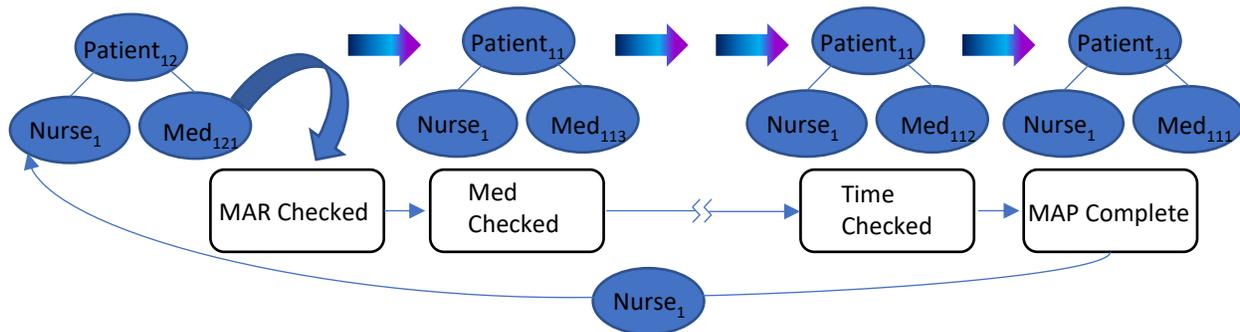 Patient₁₂
Nurse₁
Med₁₂₁
Patient₁₁
Nurse₁
Med₁₁₃
Patient₁₁
Nurse₁
Med₁₁₂
Patient₁₁
Nurse₁
Med₁₁₁
MAR Checked
Med
Checked
Time
Checked
MAP Complete
Nurse₁